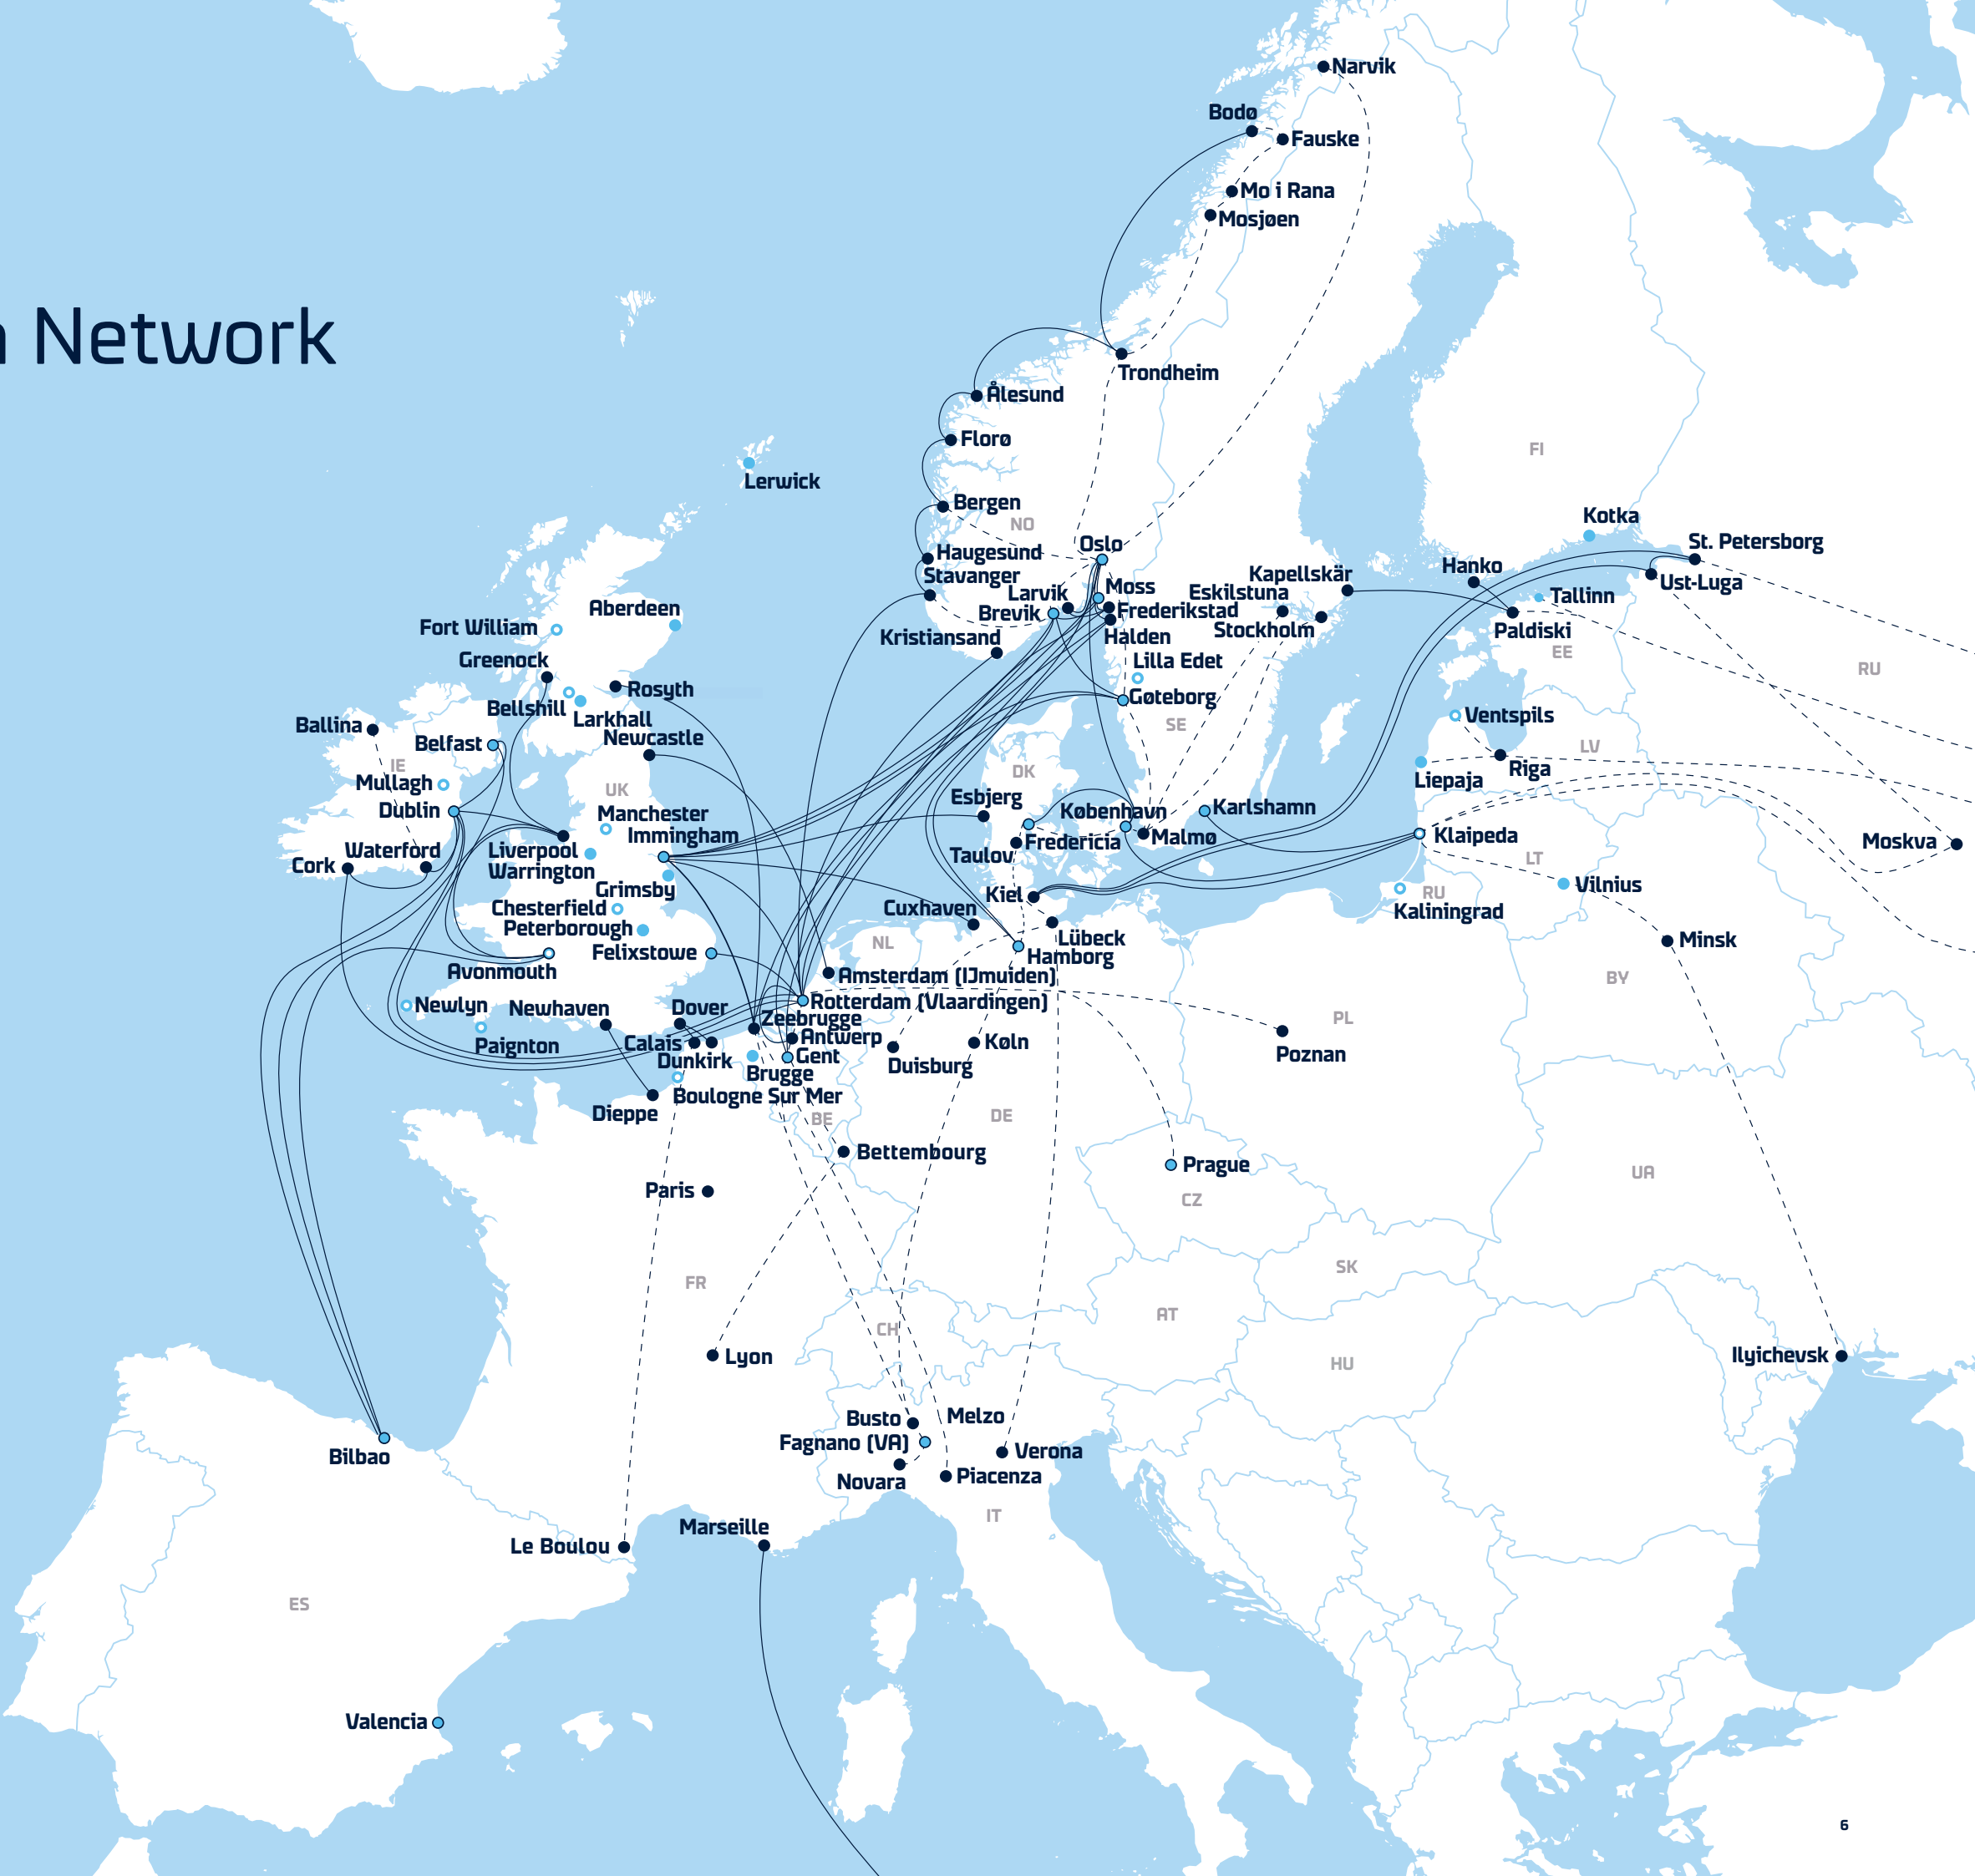 Narvik
Bodø
Fauske
Mo i Rana
Mosjøen
n Network
Trondheim
Ålesund
Florø
FI
Lerwick
Bergen
NO
Kotka
Oslo
St. Petersborg
Haugesund
Hanko
Stavanger
Kapellskär
Ust-Luga
Moss
Eskilstuna
Larvik
Tallinn
Aberdeen
Brevik
Frederikstad
Fort William
Stockholm
Paldiski
Kristiansand
Halden
EE
Greenock
Lilla Edet
RU
Rosyth
Gøteborg
Bellshill
Larkhall
Ventspils
Ballina
SE
Newcastle
Belfast
LV
IE
Riga
DK
Liepaja
Mullagh
UK
Esbjerg
Dublin
Manchester
København
Karlshamn
Immingham
Klaipeda
Malmø
Fredericia
Moskva
Waterford
Liverpool
Taulov
LT
Cork
Warrington
Vilnius
Grimsby
Kiel
RU
Chesterfield
Cuxhaven
Kaliningrad
Peterborough
Lübeck
Minsk
NL
Felixstowe
Hamborg
Avonmouth
Amsterdam (IJmuiden)
BY
Newlyn
Newhaven
Dover
Rotterdam (Vlaardingen)
Zeebrugge
PL
Paignton
Calais
Antwerp
Køln
Dunkirk
Gent
Poznan
Brugge
Duisburg
Boulogne Sur Mer
Dieppe
BE
DE
Bettembourg
Prague
UA
Paris
CZ
SK
FR
AT
CH
Lyon
Ilyichevsk
HU
Busto
Melzo
Fagnano (VA)
Verona
Bilbao
Novara
Piacenza
IT
Marseille
Le Boulou
ES
Valencia
6